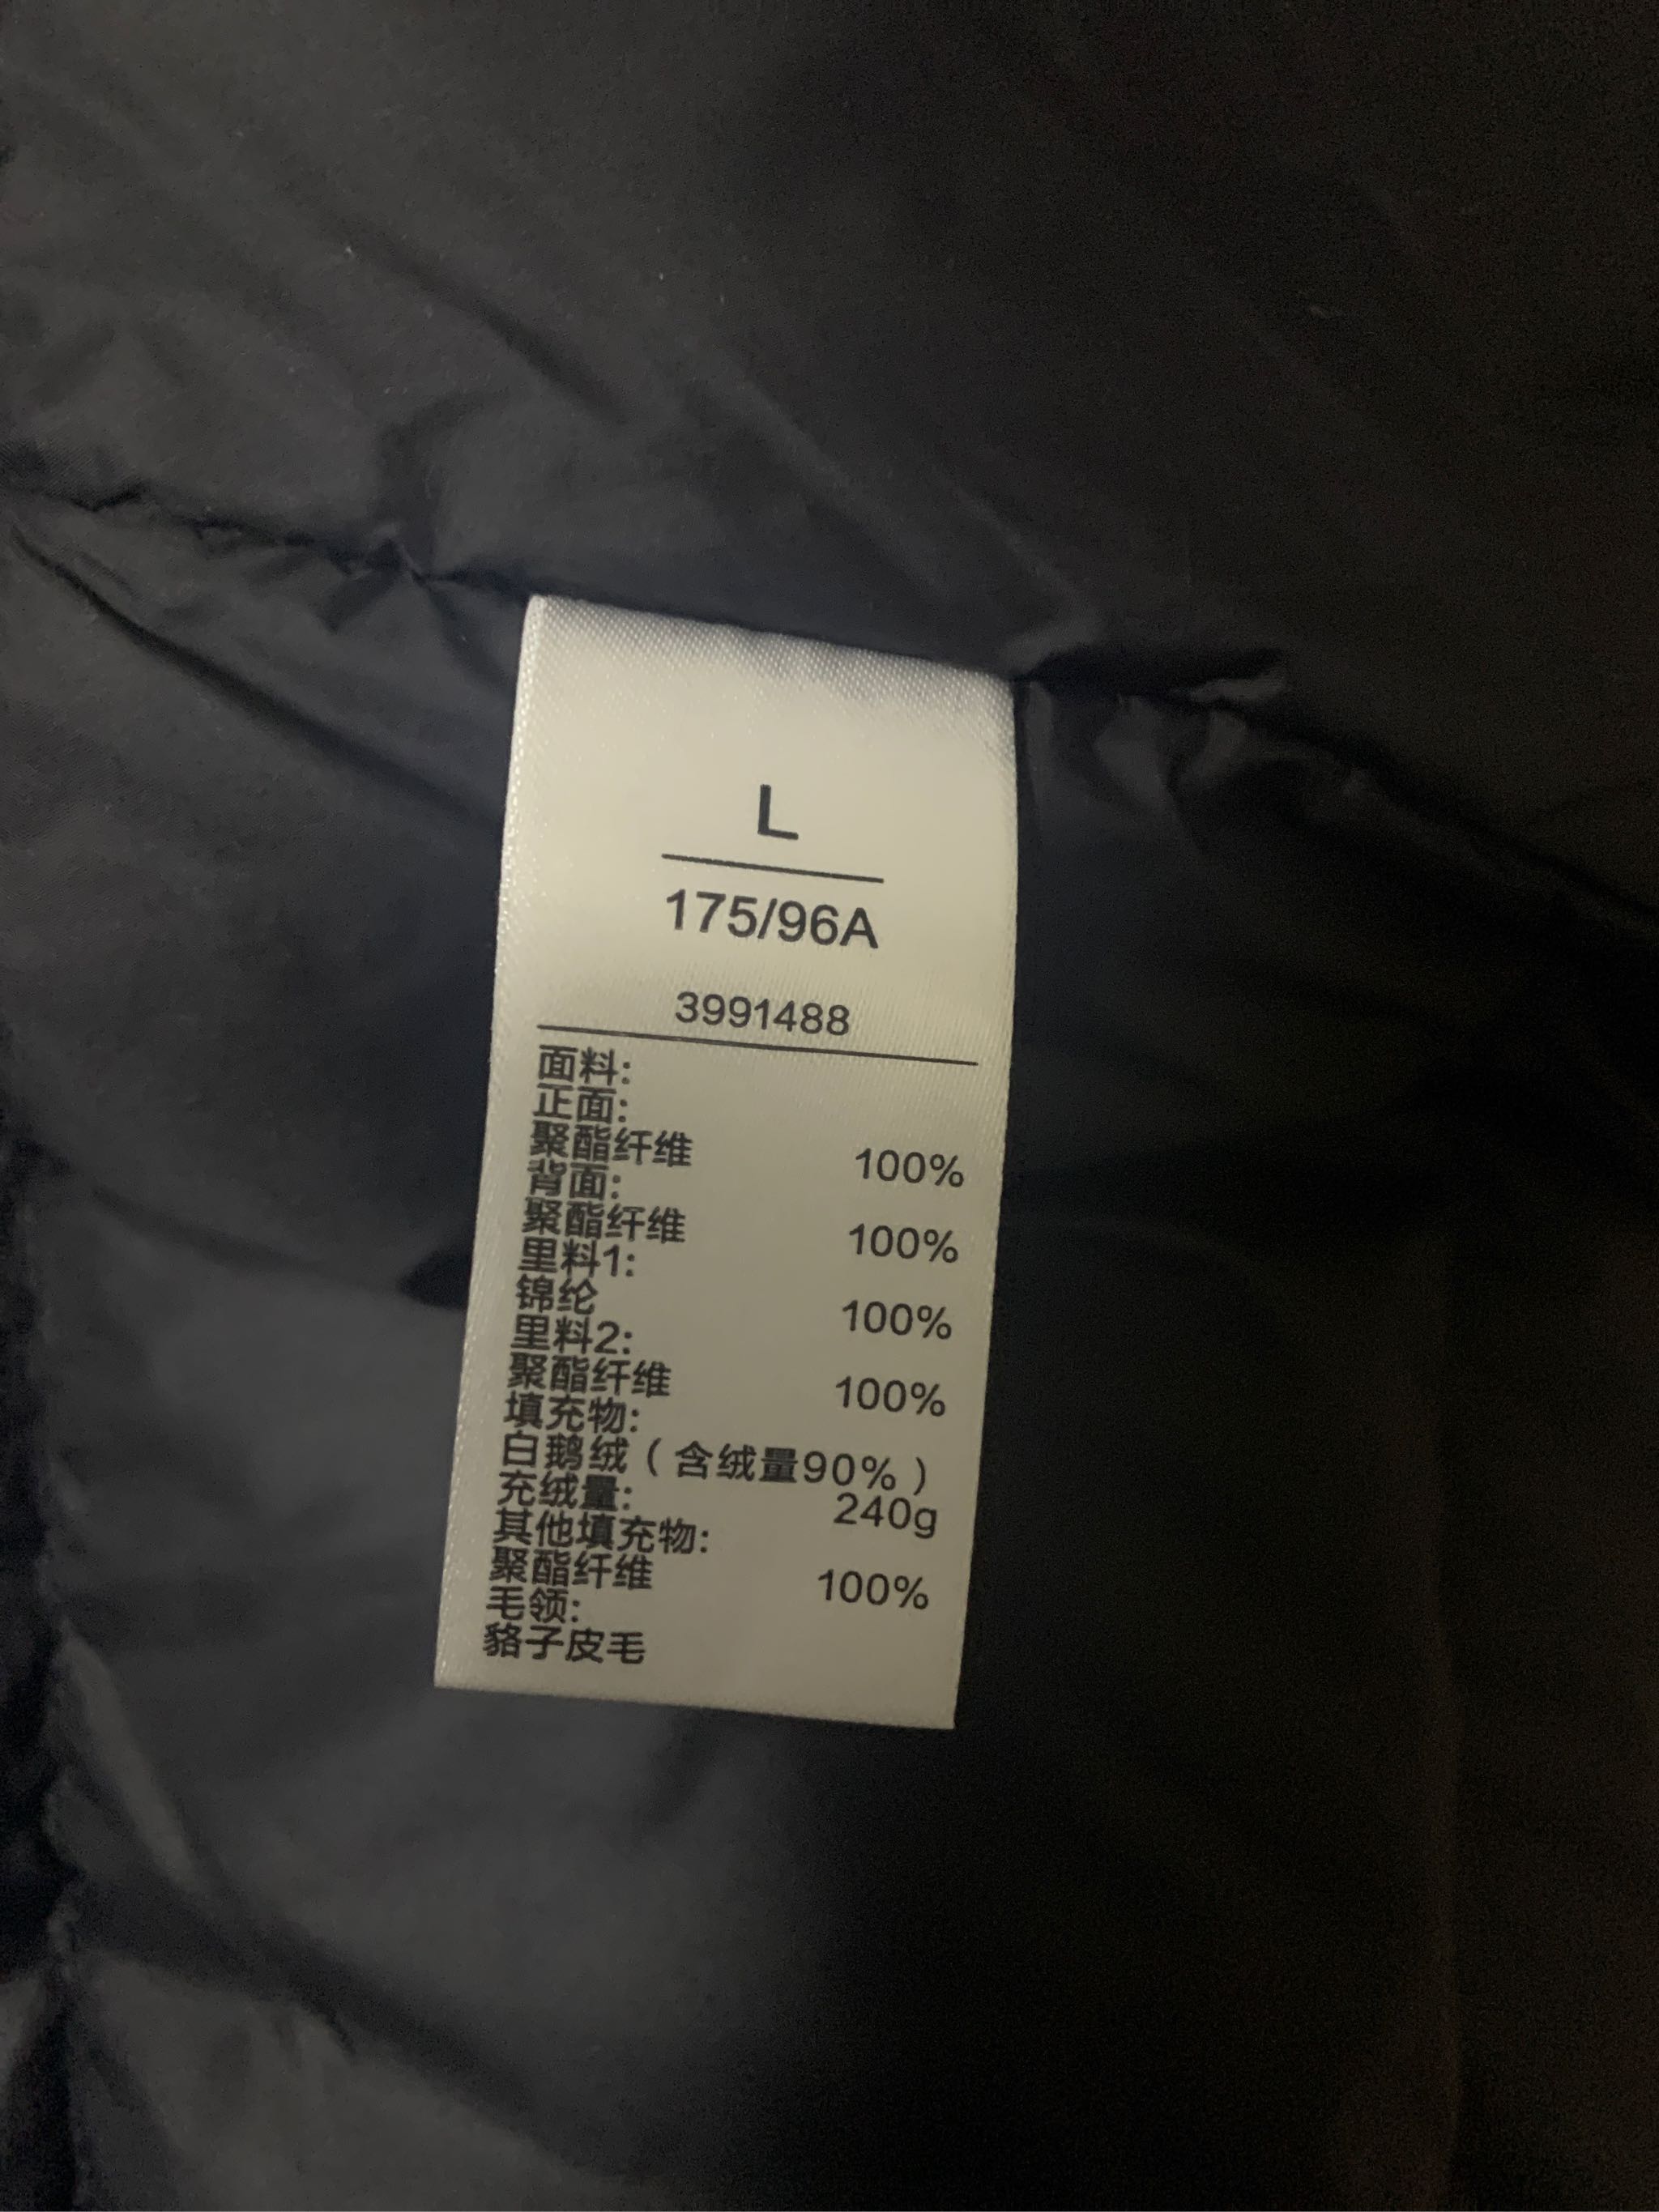 L
175/96A
3991488
面料:
正面:
聚酯纤维 100%
背面:
聚酯纤维 100%
里料1:
锦纶 100%
里料2:
聚酯纤维 100%
填充物:
白鹅绒（含绒量90%）
充绒量: 240g
其他填充物:
聚酯纤维 100%
毛领:
貉子皮毛